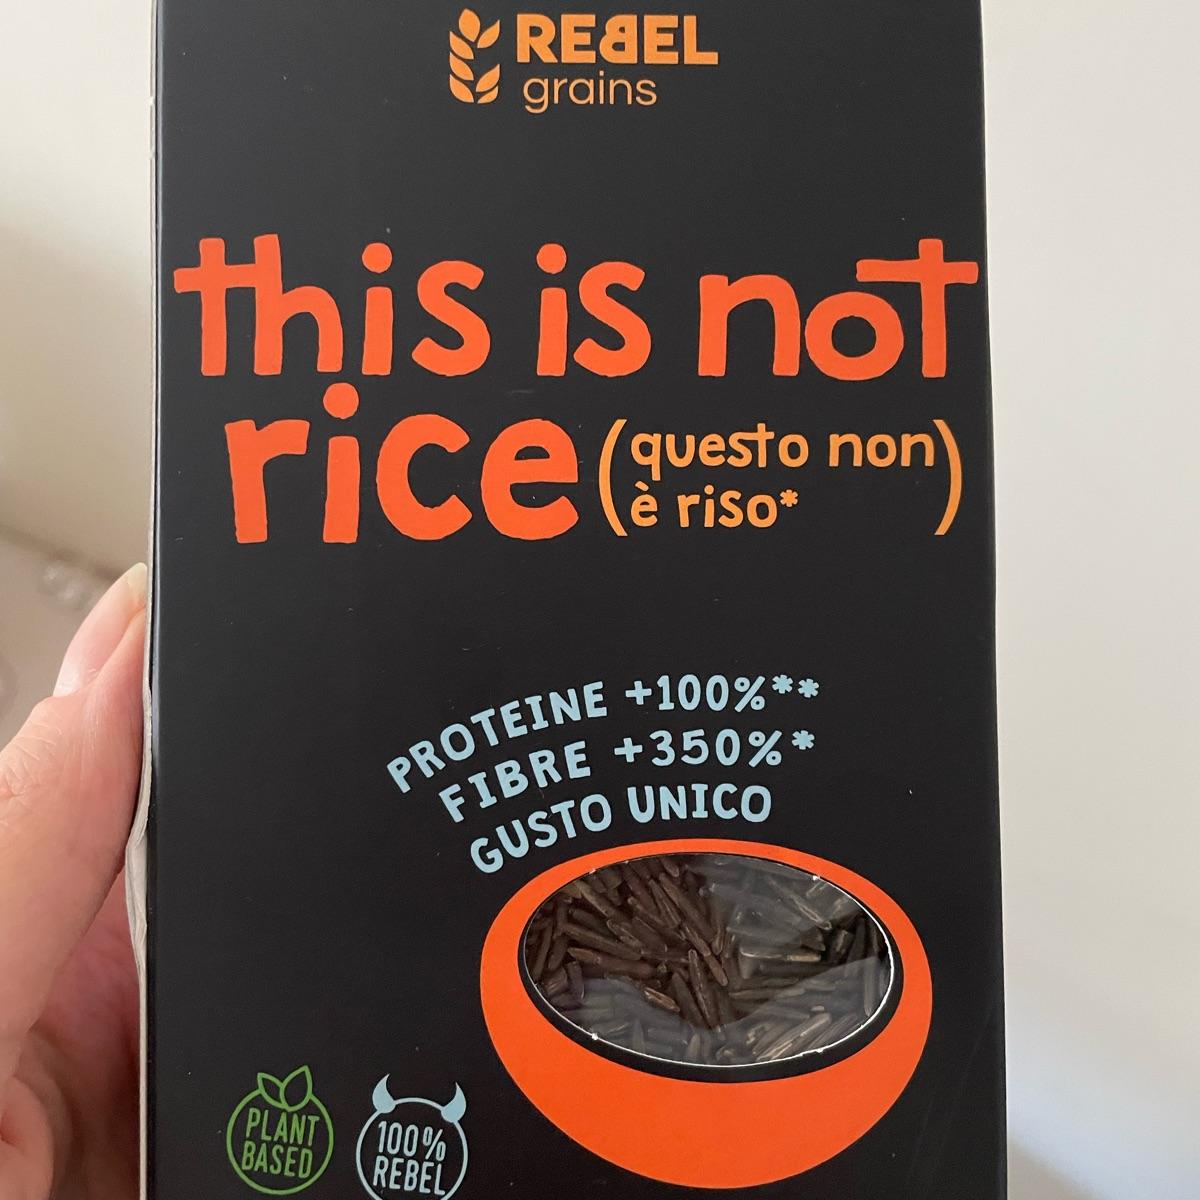 REBEL
grains
this is not
rice (questo non
è riso*)
PROTEINE +100%**
FIBRE +350%*
GUSTO UNICO
PLANT
BASED
100%
REBEL